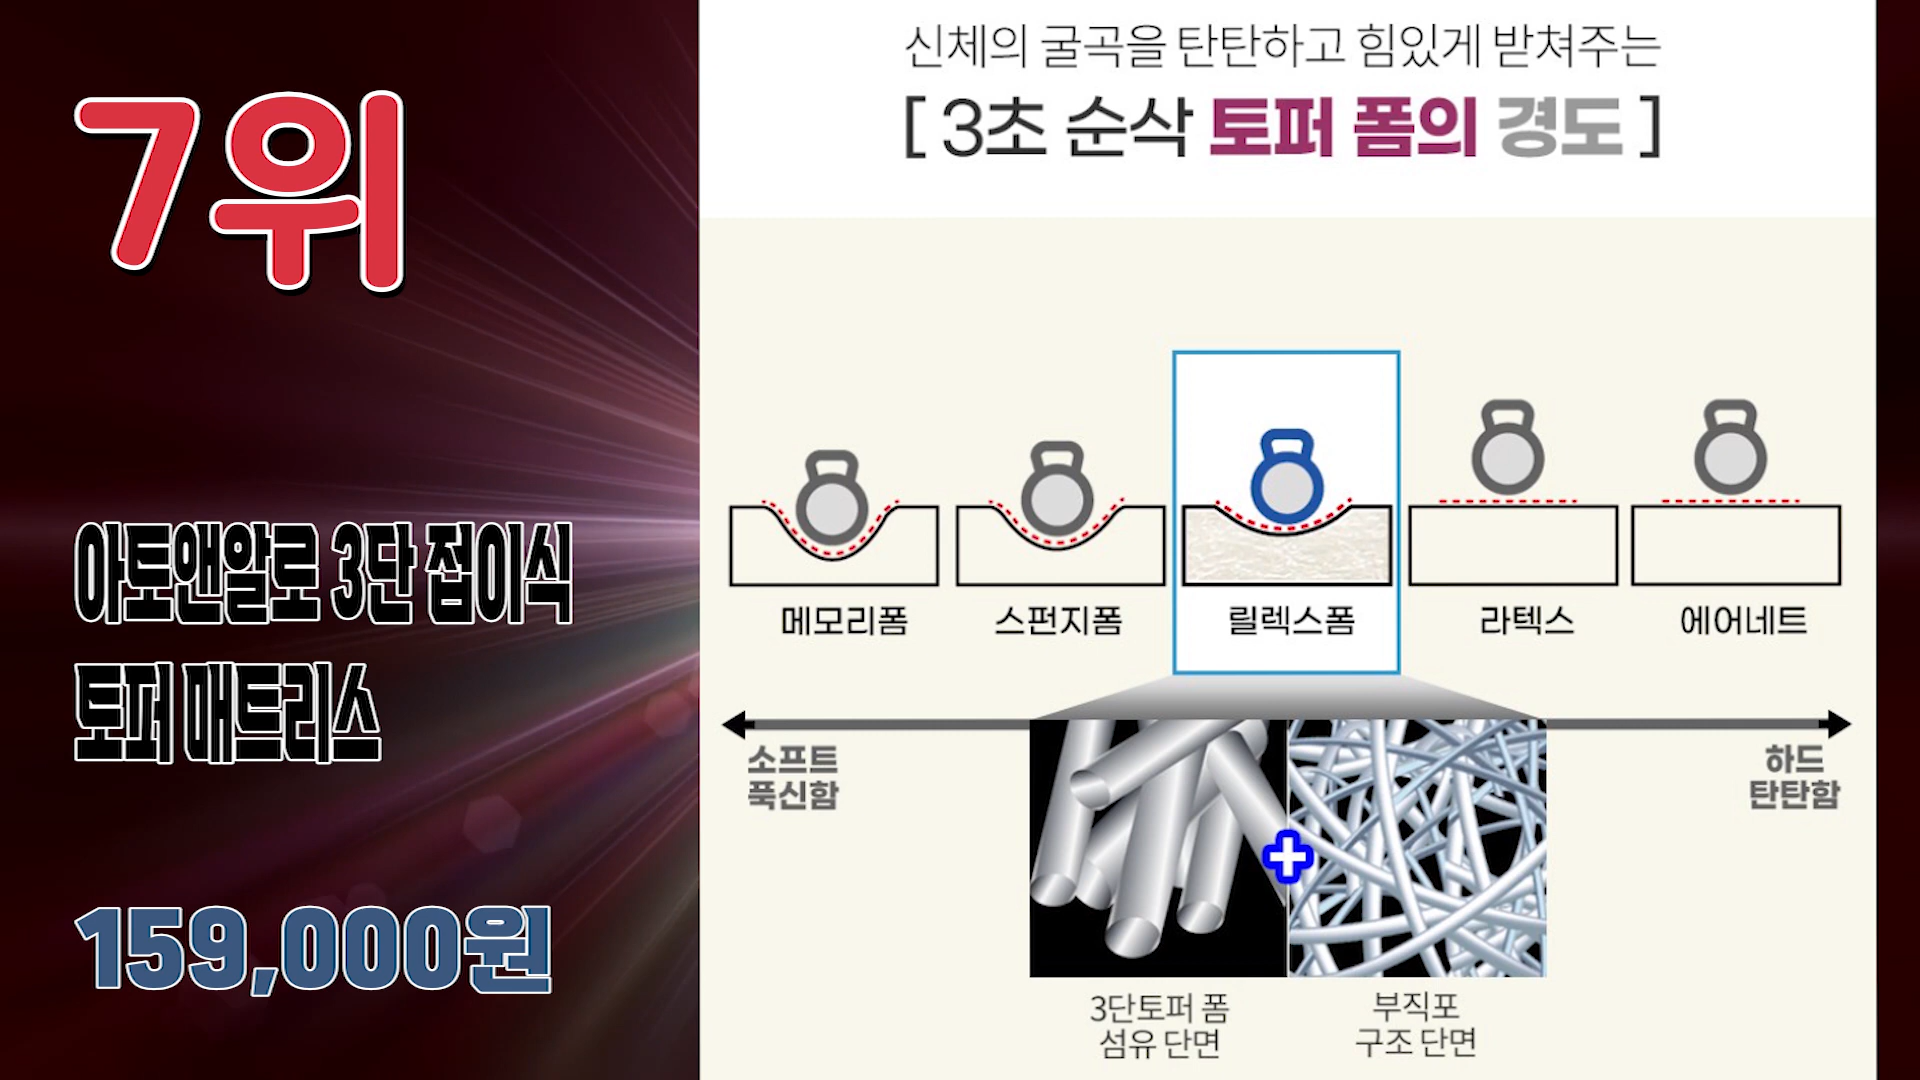 7위
아토앤알로 3단 접이식
토퍼 매트리스
159,000원
신체의 굴곡을 탄탄하고 힘있게 받쳐주는
[ 3초 순삭 토퍼 폼의 경도 ]
메모리폼
스펀지폼
릴렉스폼
라텍스
에어네트
소프트
푹신함
하드
탄탄함
3단토퍼 폼
섬유 단면
부직포
구조 단면